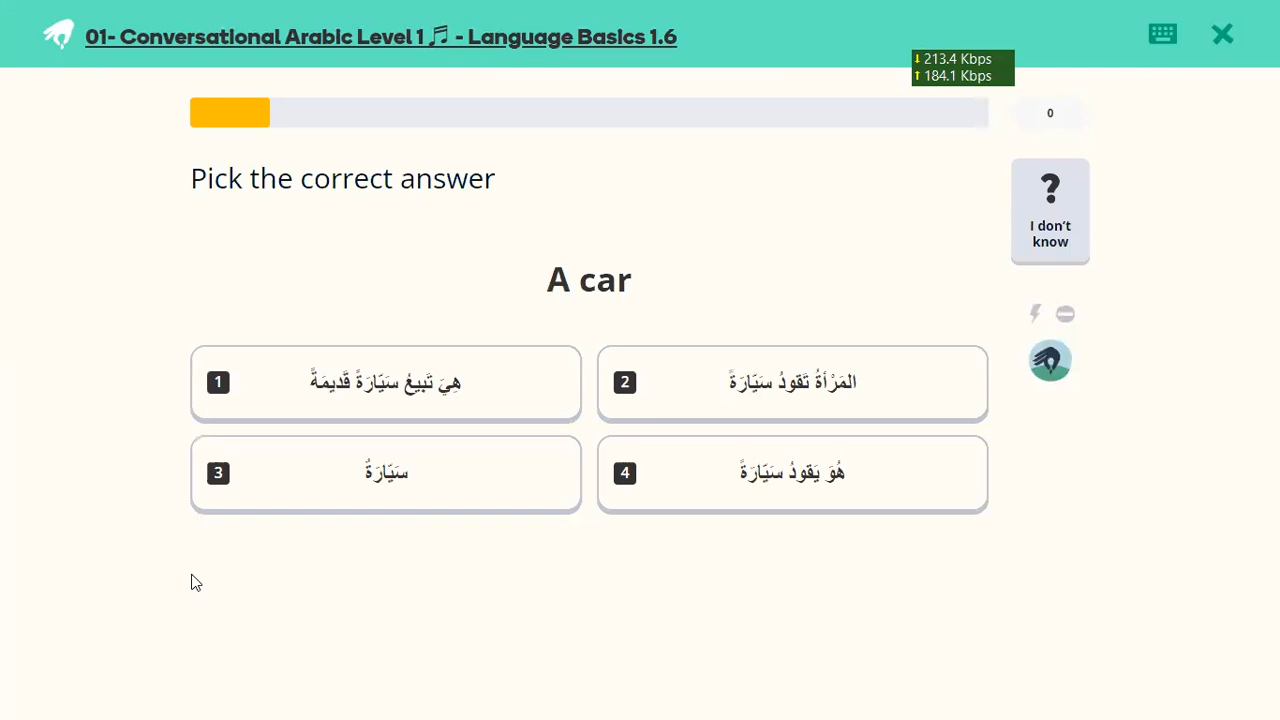 01- Conversational Arabic Level 1🎵 - Language Basics 1.6
↓ 213.4 Kbps
↑ 184.1 Kbps
0
Pick the correct answer
?
I don't
know
A car
1 هِيَ تَبيعُ سَيّارَةً قَديمَةً
2 المَرْأةُ تَقودُ سَيّارَةً
3 سَيّارَةٌ
4 هُوَ يَقودُ سَيّارَةً